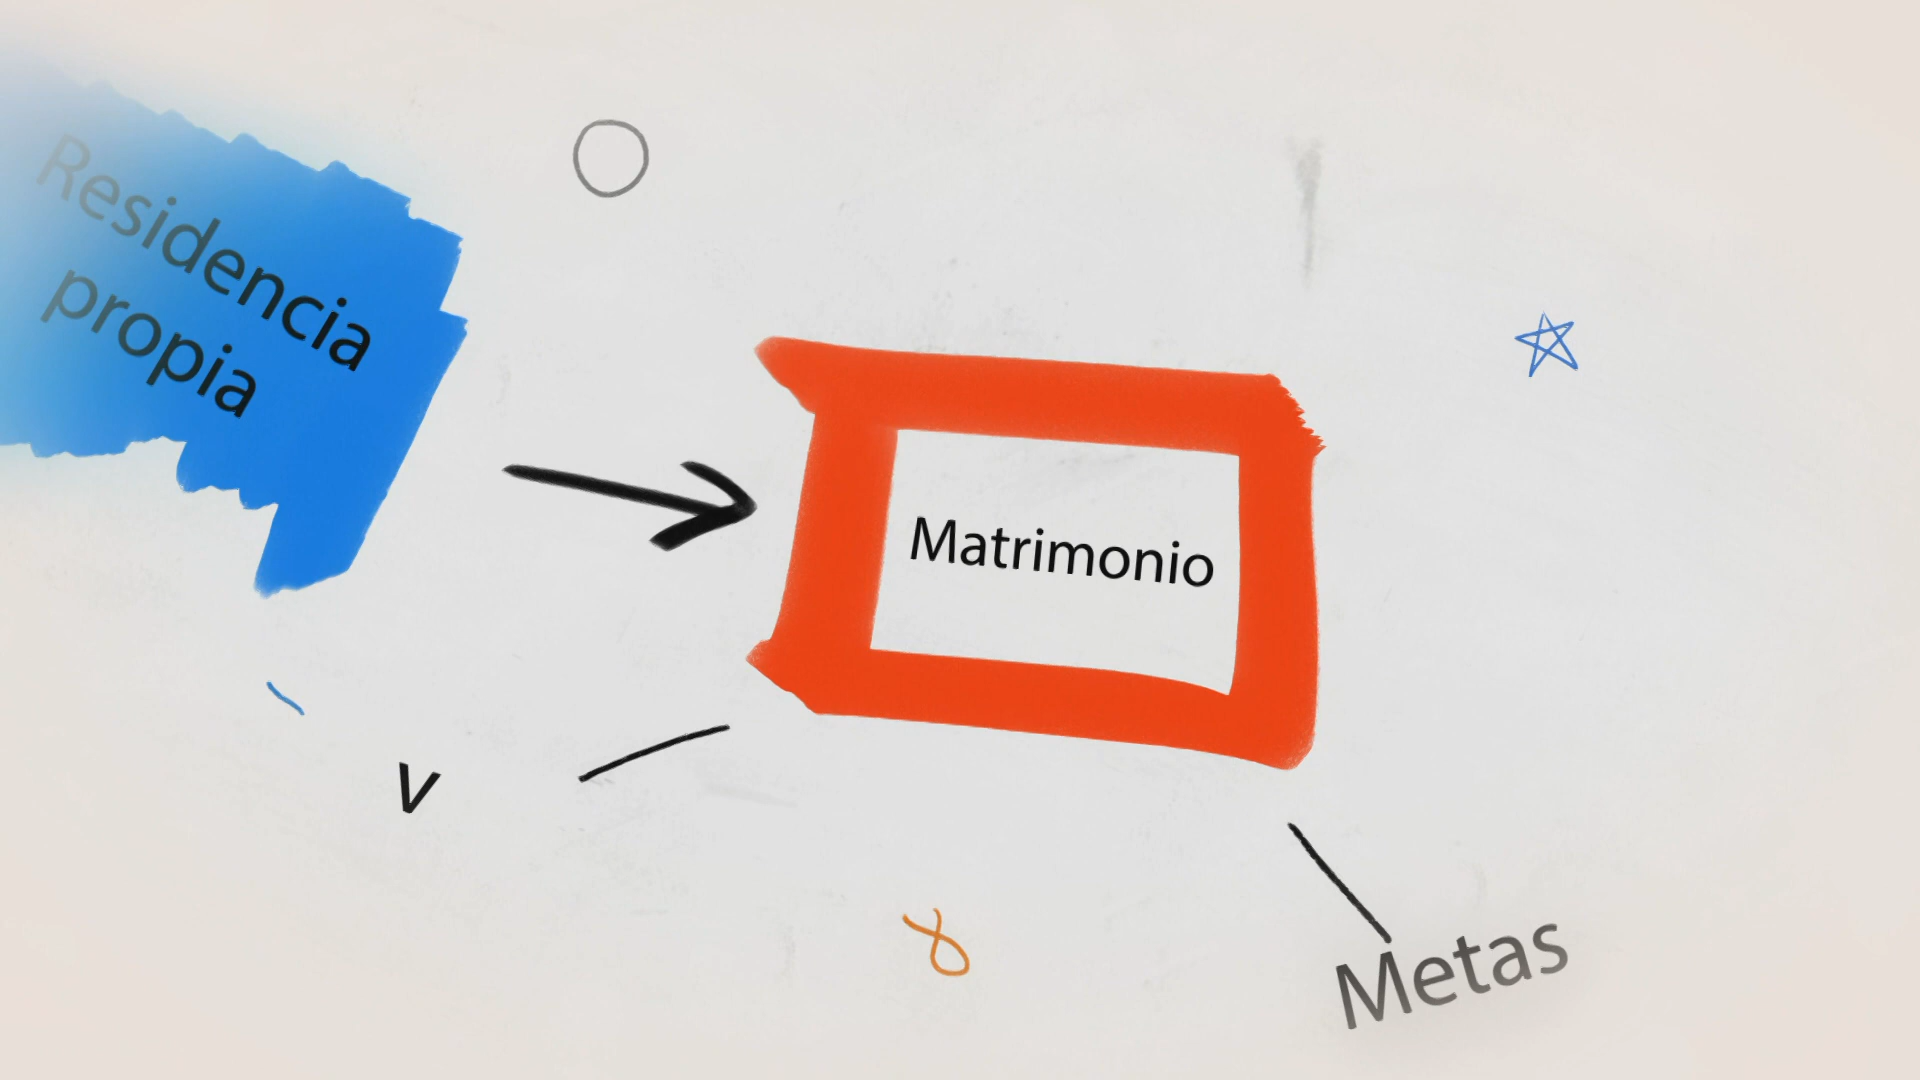 Residencia
propia
Matrimonio
v
Metas